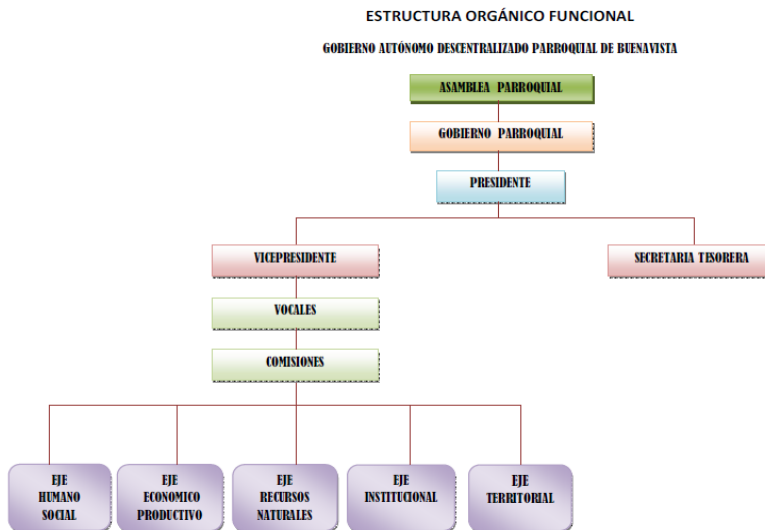 ESTRUCTURA ORGÁNICO FUNCIONAL
GOBIERNO AUTÓNOMO DESCENTRALIZADO PARROQUIAL DE BUENAVISTA
ASAMBLEA PARROQUIAL
GOBIERNO PARROQUIAL
PRESIDENTE
VICEPRESIDENTE
SECRETARIA TESORERA
VOCALES
COMISIONES
EJE
HUMANO
SOCIAL
EJE
ECONOMICO
PRODUCTIVO
EJE
RECURSOS
NATURALES
EJE
INSTITUCIONAL
EJE
TERRITORIAL